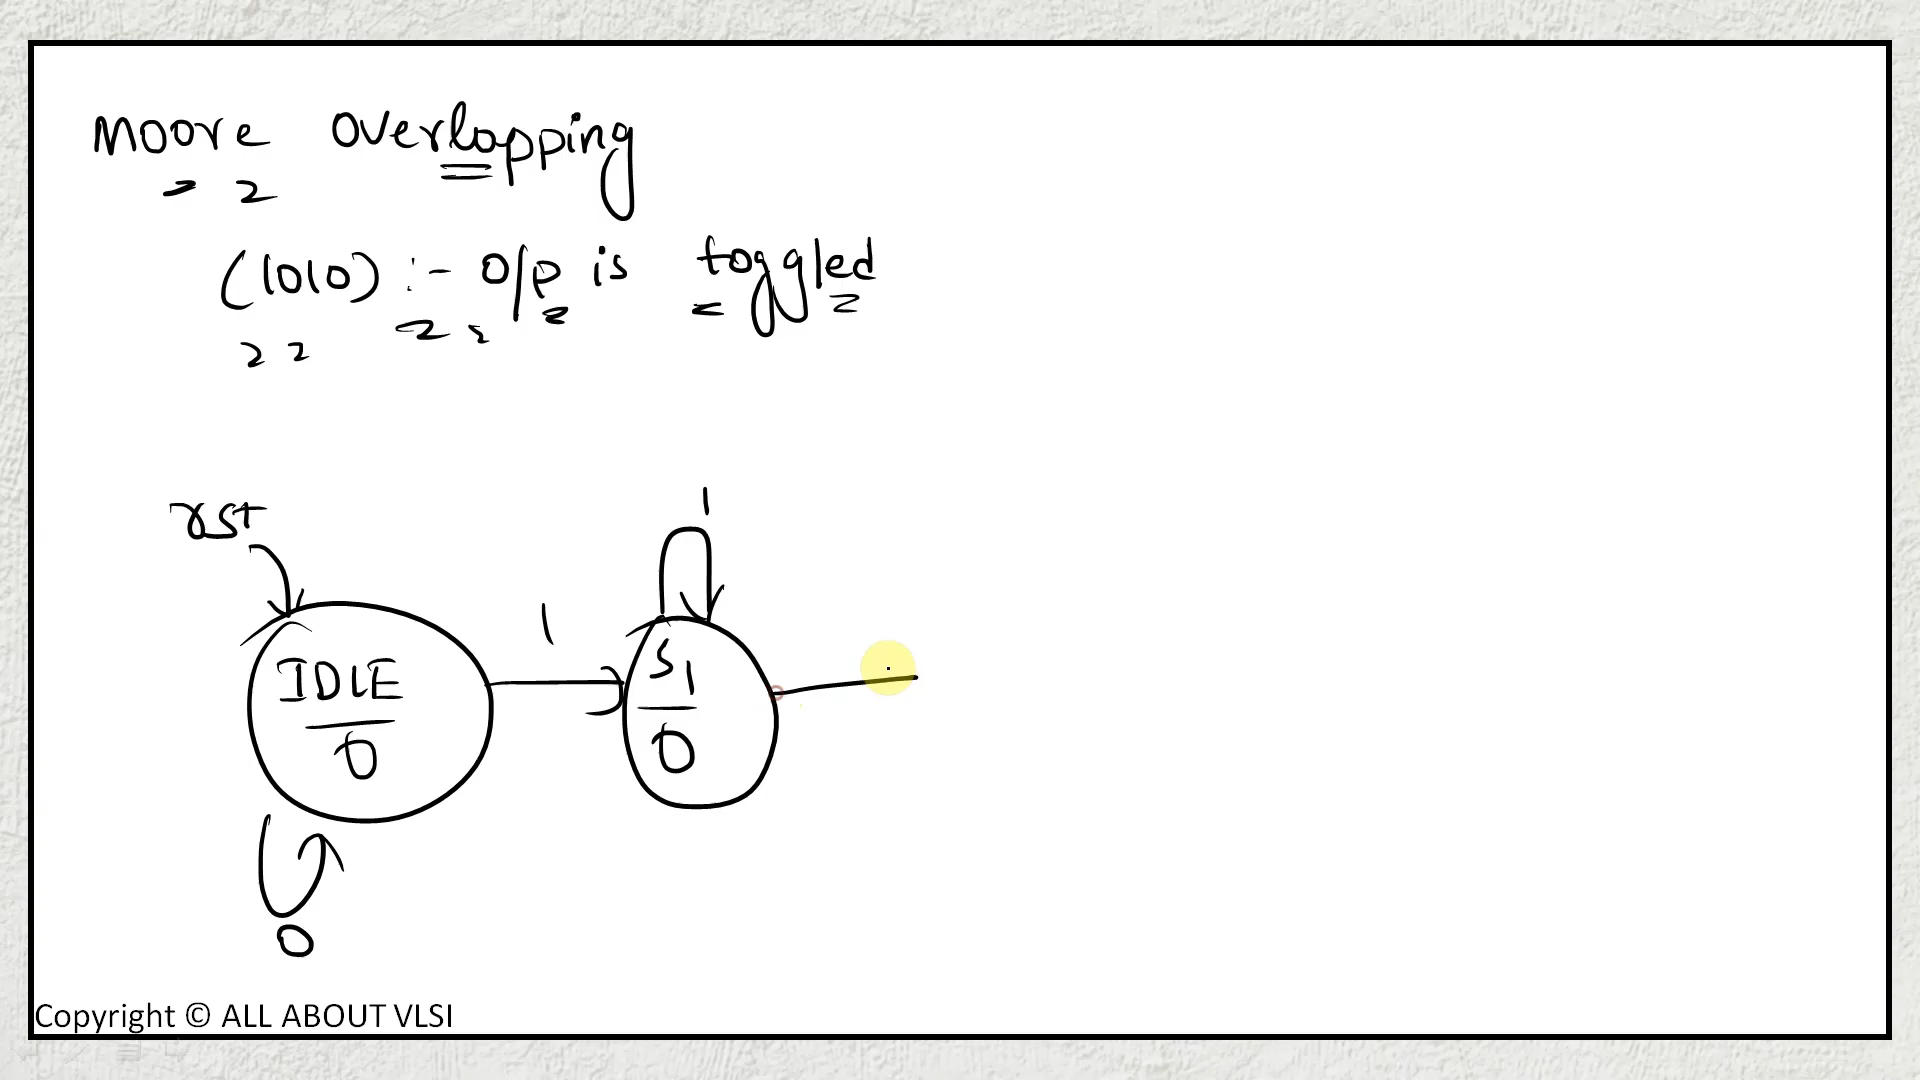 Moore overlapping
(1010) :- O/p is toggled
rst
1
1
IDLE
0
S1
0
0
Copyright © ALL ABOUT VLSI